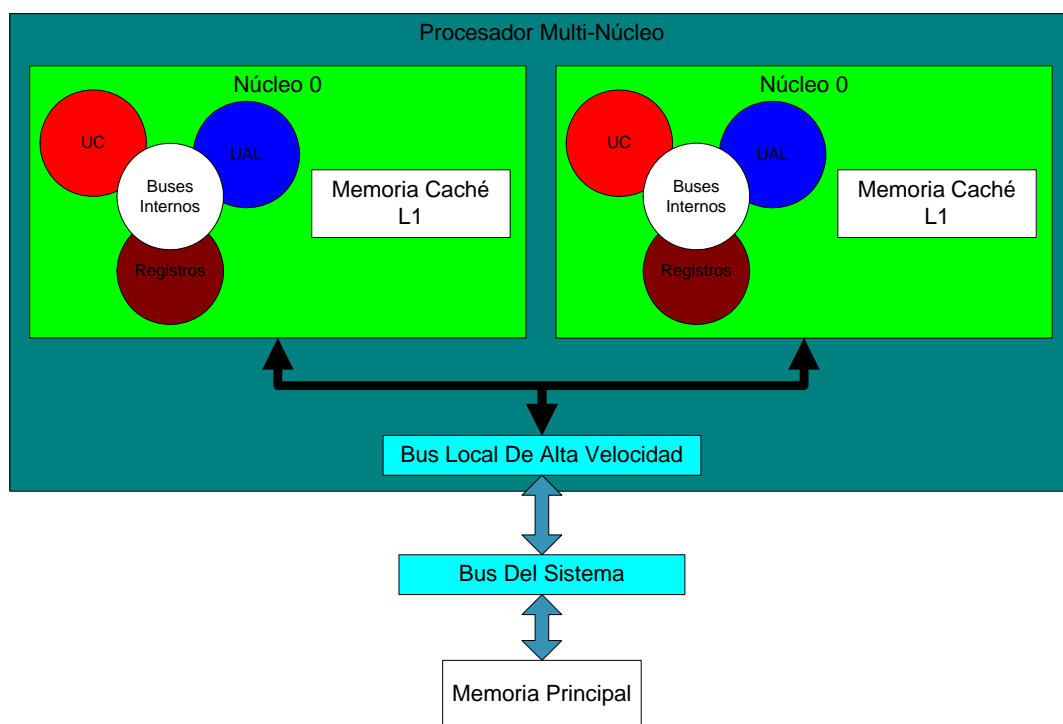 Procesador Multi-Núcleo
Núcleo 0
UC
UAL
Buses
Internos
Registros
Memoria Caché
L1
Núcleo 0
UC
UAL
Buses
Internos
Registros
Memoria Caché
L1
Bus Local De Alta Velocidad
Bus Del Sistema
Memoria Principal